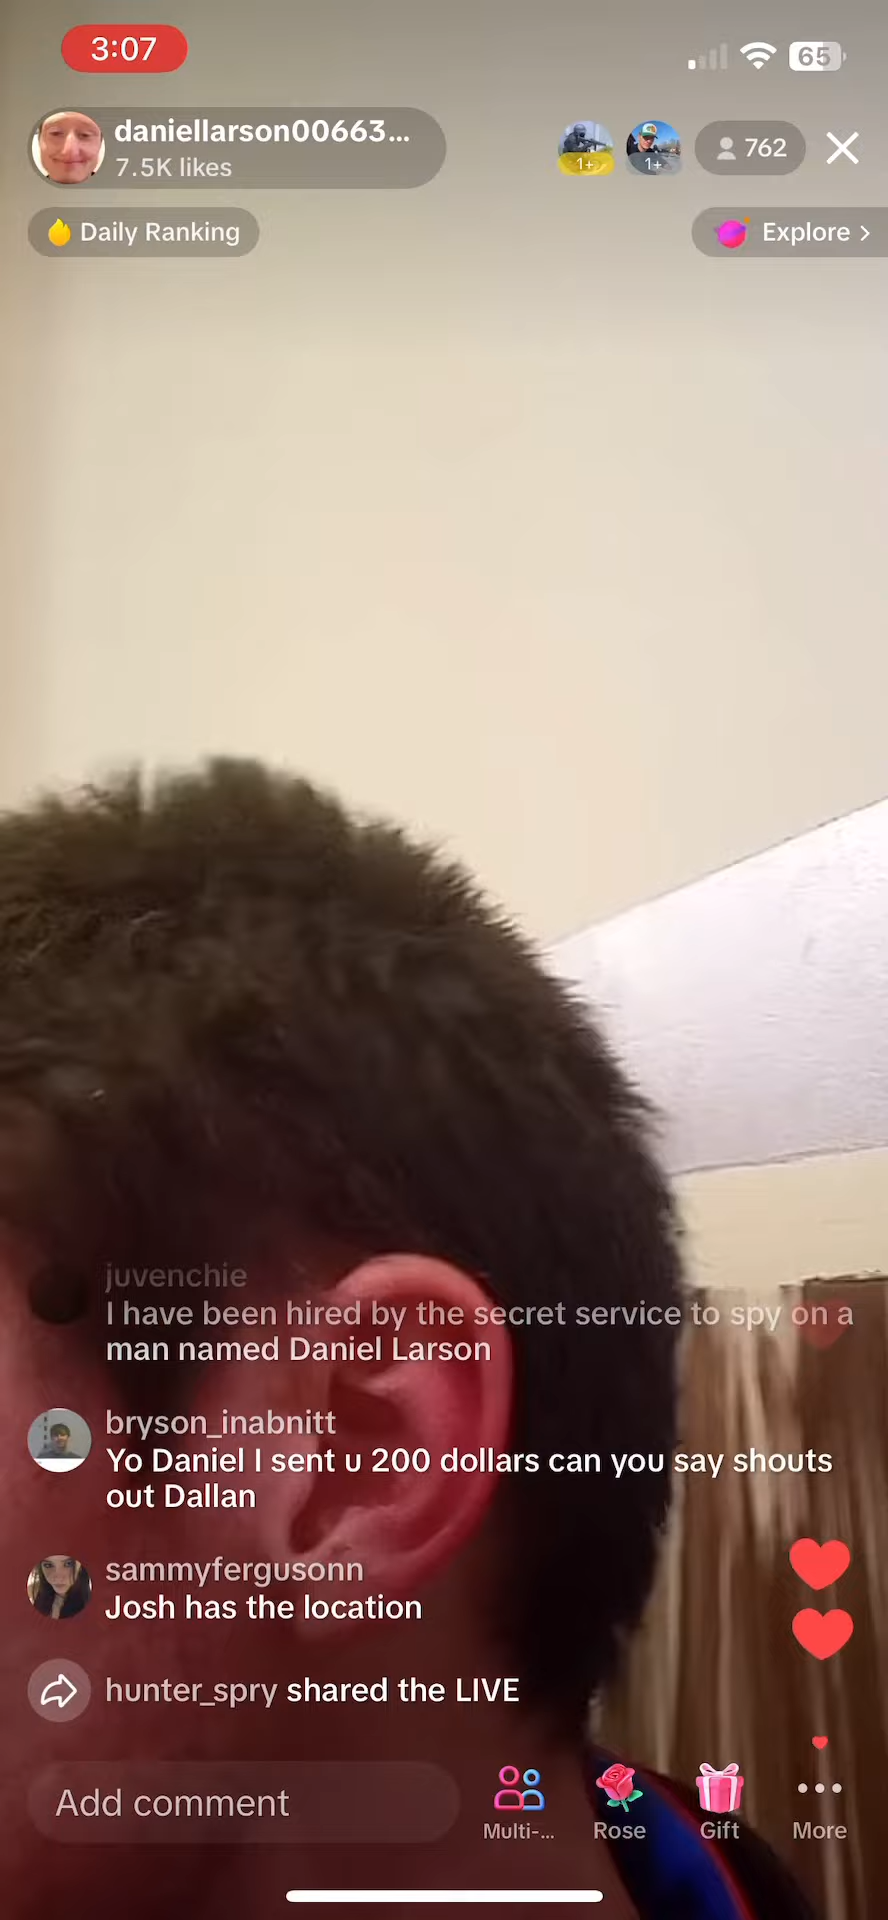 3:07
65
daniellarson00663...
7.5K likes
1+
1+
762
Daily Ranking
Explore >
juvenchie
I have been hired by the secret service to spy on a
man named Daniel Larson
bryson_inabnitt
Yo Daniel I sent u 200 dollars can you say shouts
out Dallan
sammyfergusonn
Josh has the location
hunter_spry shared the LIVE
Add comment
Multi-...
Rose
Gift
More